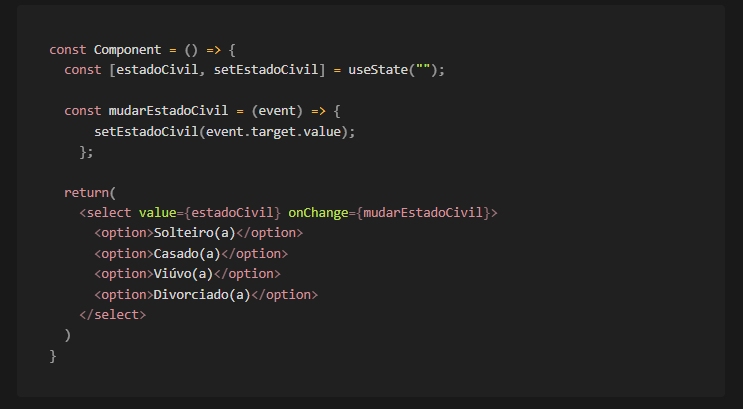 const Component = () => {
const [estadoCivil, setEstadoCivil] = useState("");
const mudarEstadoCivil = (event) => {
setEstadoCivil(event.target.value);
};
return(
<select value={estadoCivil} onChange={mudarEstadoCivil}>
<option>Solteiro(a)</option>
<option>Casado(a)</option>
<option>Viúvo(a)</option>
<option>Divorciado(a)</option>
</select>
)
}